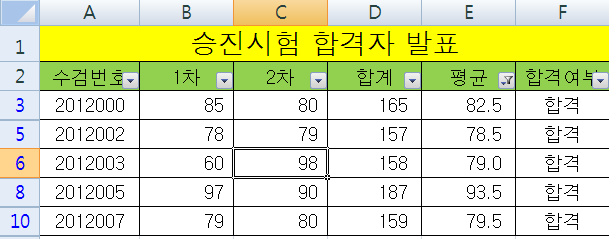 A B C D E F
1 승진시험 합격자 발표
2 수검번호 1차 2차 합계 평균 합격여부
3 2012000 85 80 165 82.5 합격
5 2012002 78 79 157 78.5 합격
6 2012003 60 98 158 79.0 합격
8 2012005 97 90 187 93.5 합격
10 2012007 79 80 159 79.5 합격